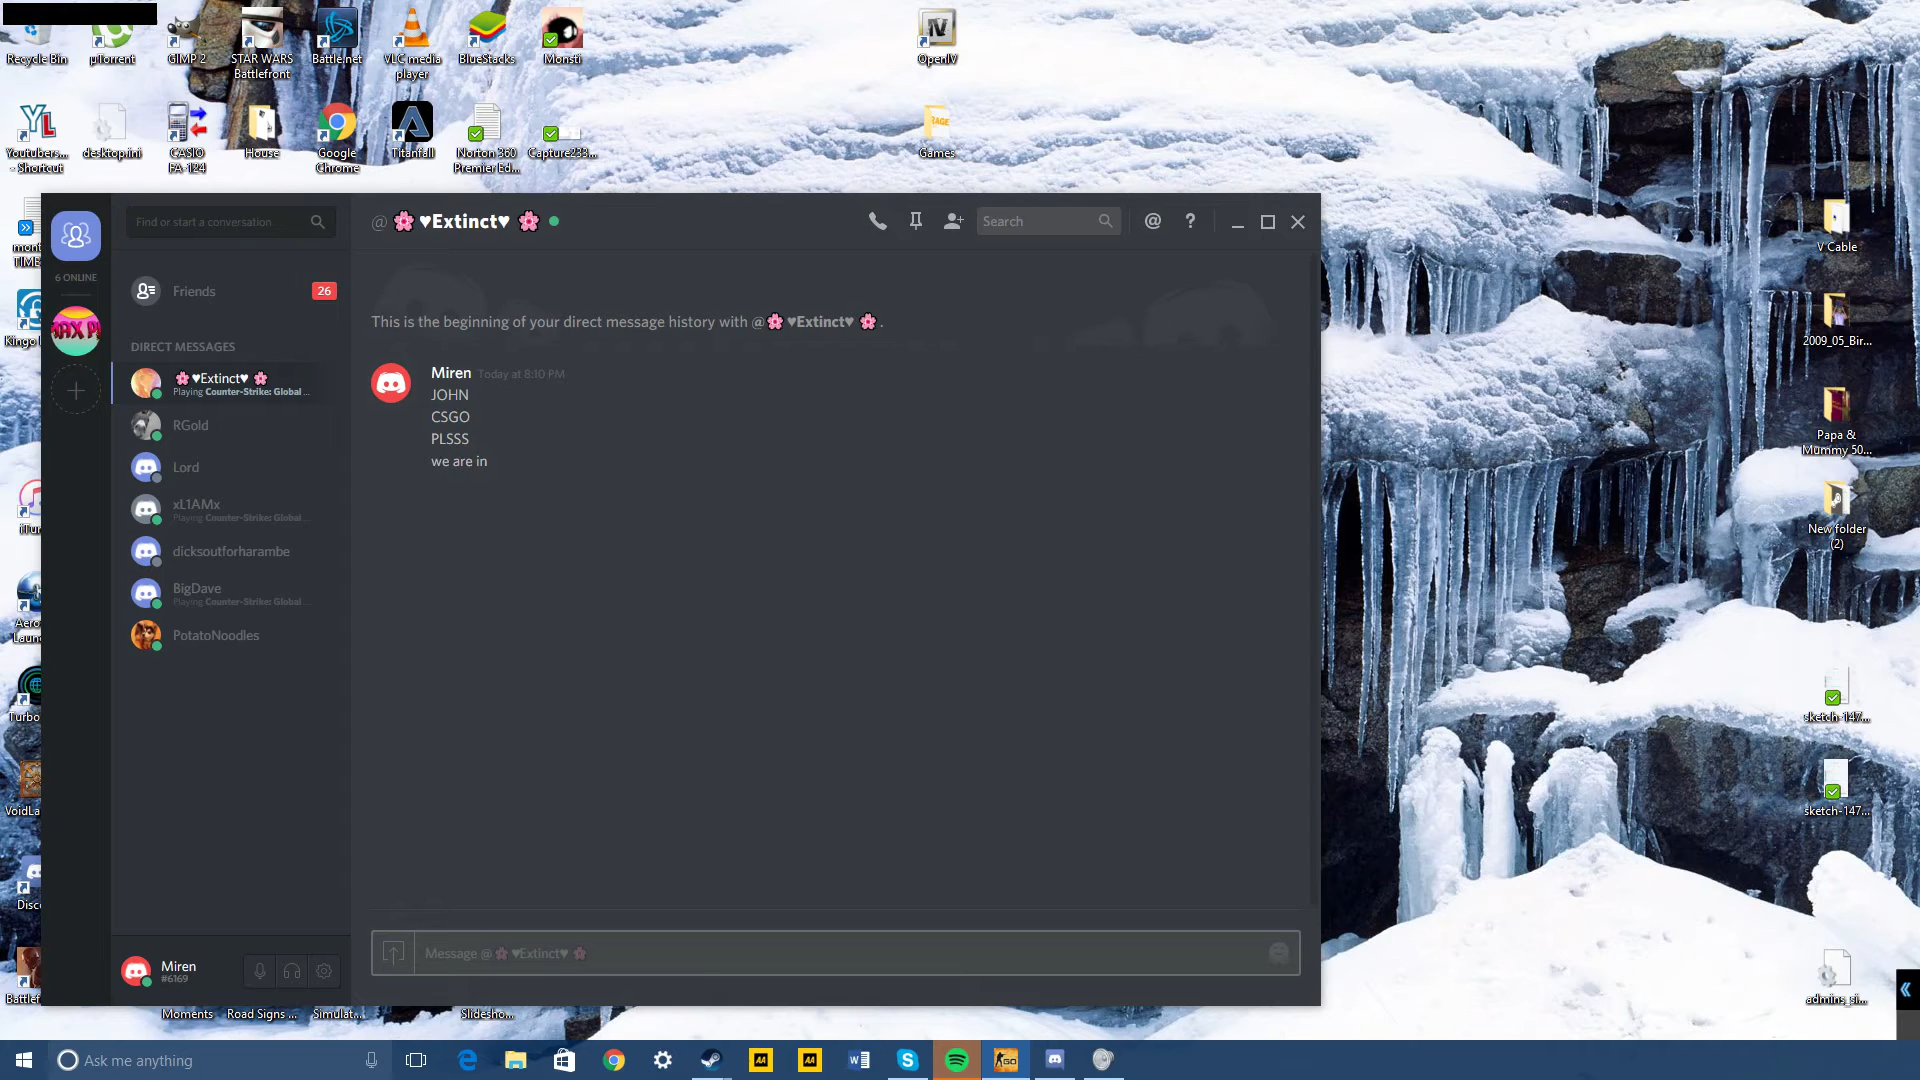 Recycle Bin
µTorrent
GIMP 2
STAR WARS
Battlefront
Battle.net
VLC media
player
BlueStacks
Monsti
OpenIV
Youtubers...
- Shortcut
desktop.ini
CASIO
FA-124
House
Google
Chrome
Titanfall
Norton 360
Premier Ed...
Capture233...
RAGE
Games
Find or start a conversation
@ 🌸 ♥Extinct♥ 🌸
Search
6 ONLINE
Friends
26
This is the beginning of your direct message history with @🌸 ♥Extinct♥ 🌸 .
DIRECT MESSAGES
🌸 ♥Extinct♥ 🌸
Playing Counter-Strike: Global ...
RGold
Lord
xL1AMx
Playing Counter-Strike: Global ...
dicksoutforharambe
BigDave
Playing Counter-Strike: Global ...
PotatoNoodles
Miren Today at 8:10 PM
JOHN
CSGO
PLSSS
we are in
Message @🌸 ♥Extinct♥ 🌸
Miren
#6169
V Cable
2009_05_Bir...
Papa &
Mummy 50...
New folder
(2)
sketch-147...
sketch-147...
admins_si...
Moments
Road Signs ...
Simulat...
Slidesho...
Ask me anything